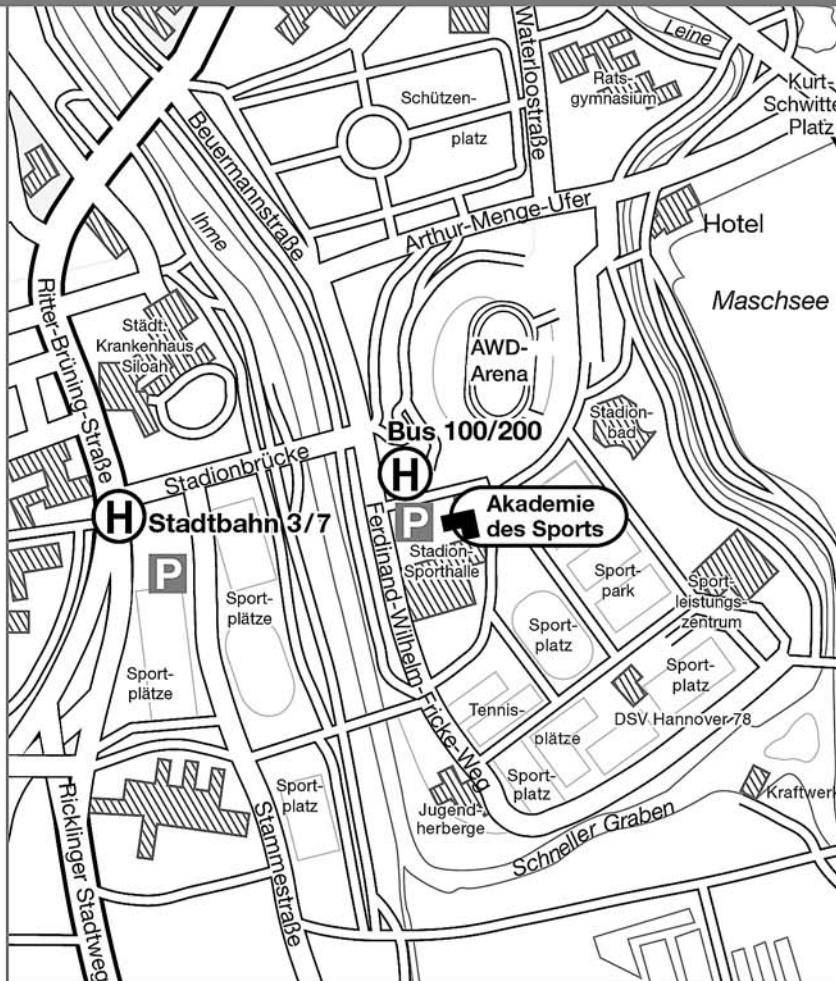 Waterloostraße
Leine
Rats-
gymnasium
Kurt-
Schwitte
Platz
Schützen-
platz
Beuermannstraße
Ihme
Arthur-Menge-Ufer
Hotel
Maschsee
Ritter-Brüning-Straße
Städt.
Krankenhaus
Siloah
AWD-
Arena
Stadion-
bad
Bus 100/200
H
Stadionbrücke
H
Stadtbahn 3/7
P
Akademie
des Sports
P
Stadion-
Sporthalle
Ferdinand-Wilhelm-Fricke-Weg
Sport-
park
Sport-
leistungs-
zentrum
Sport-
plätze
Sport-
platz
Sport-
plätze
Sport-
platz
Tennis-
plätze
DSV Hannover 78
Sport-
platz
Sport-
platz
Jugend-
herberge
Kraftwerk
Schneller Graben
Ricklinger Stadtweg
Stammestraße